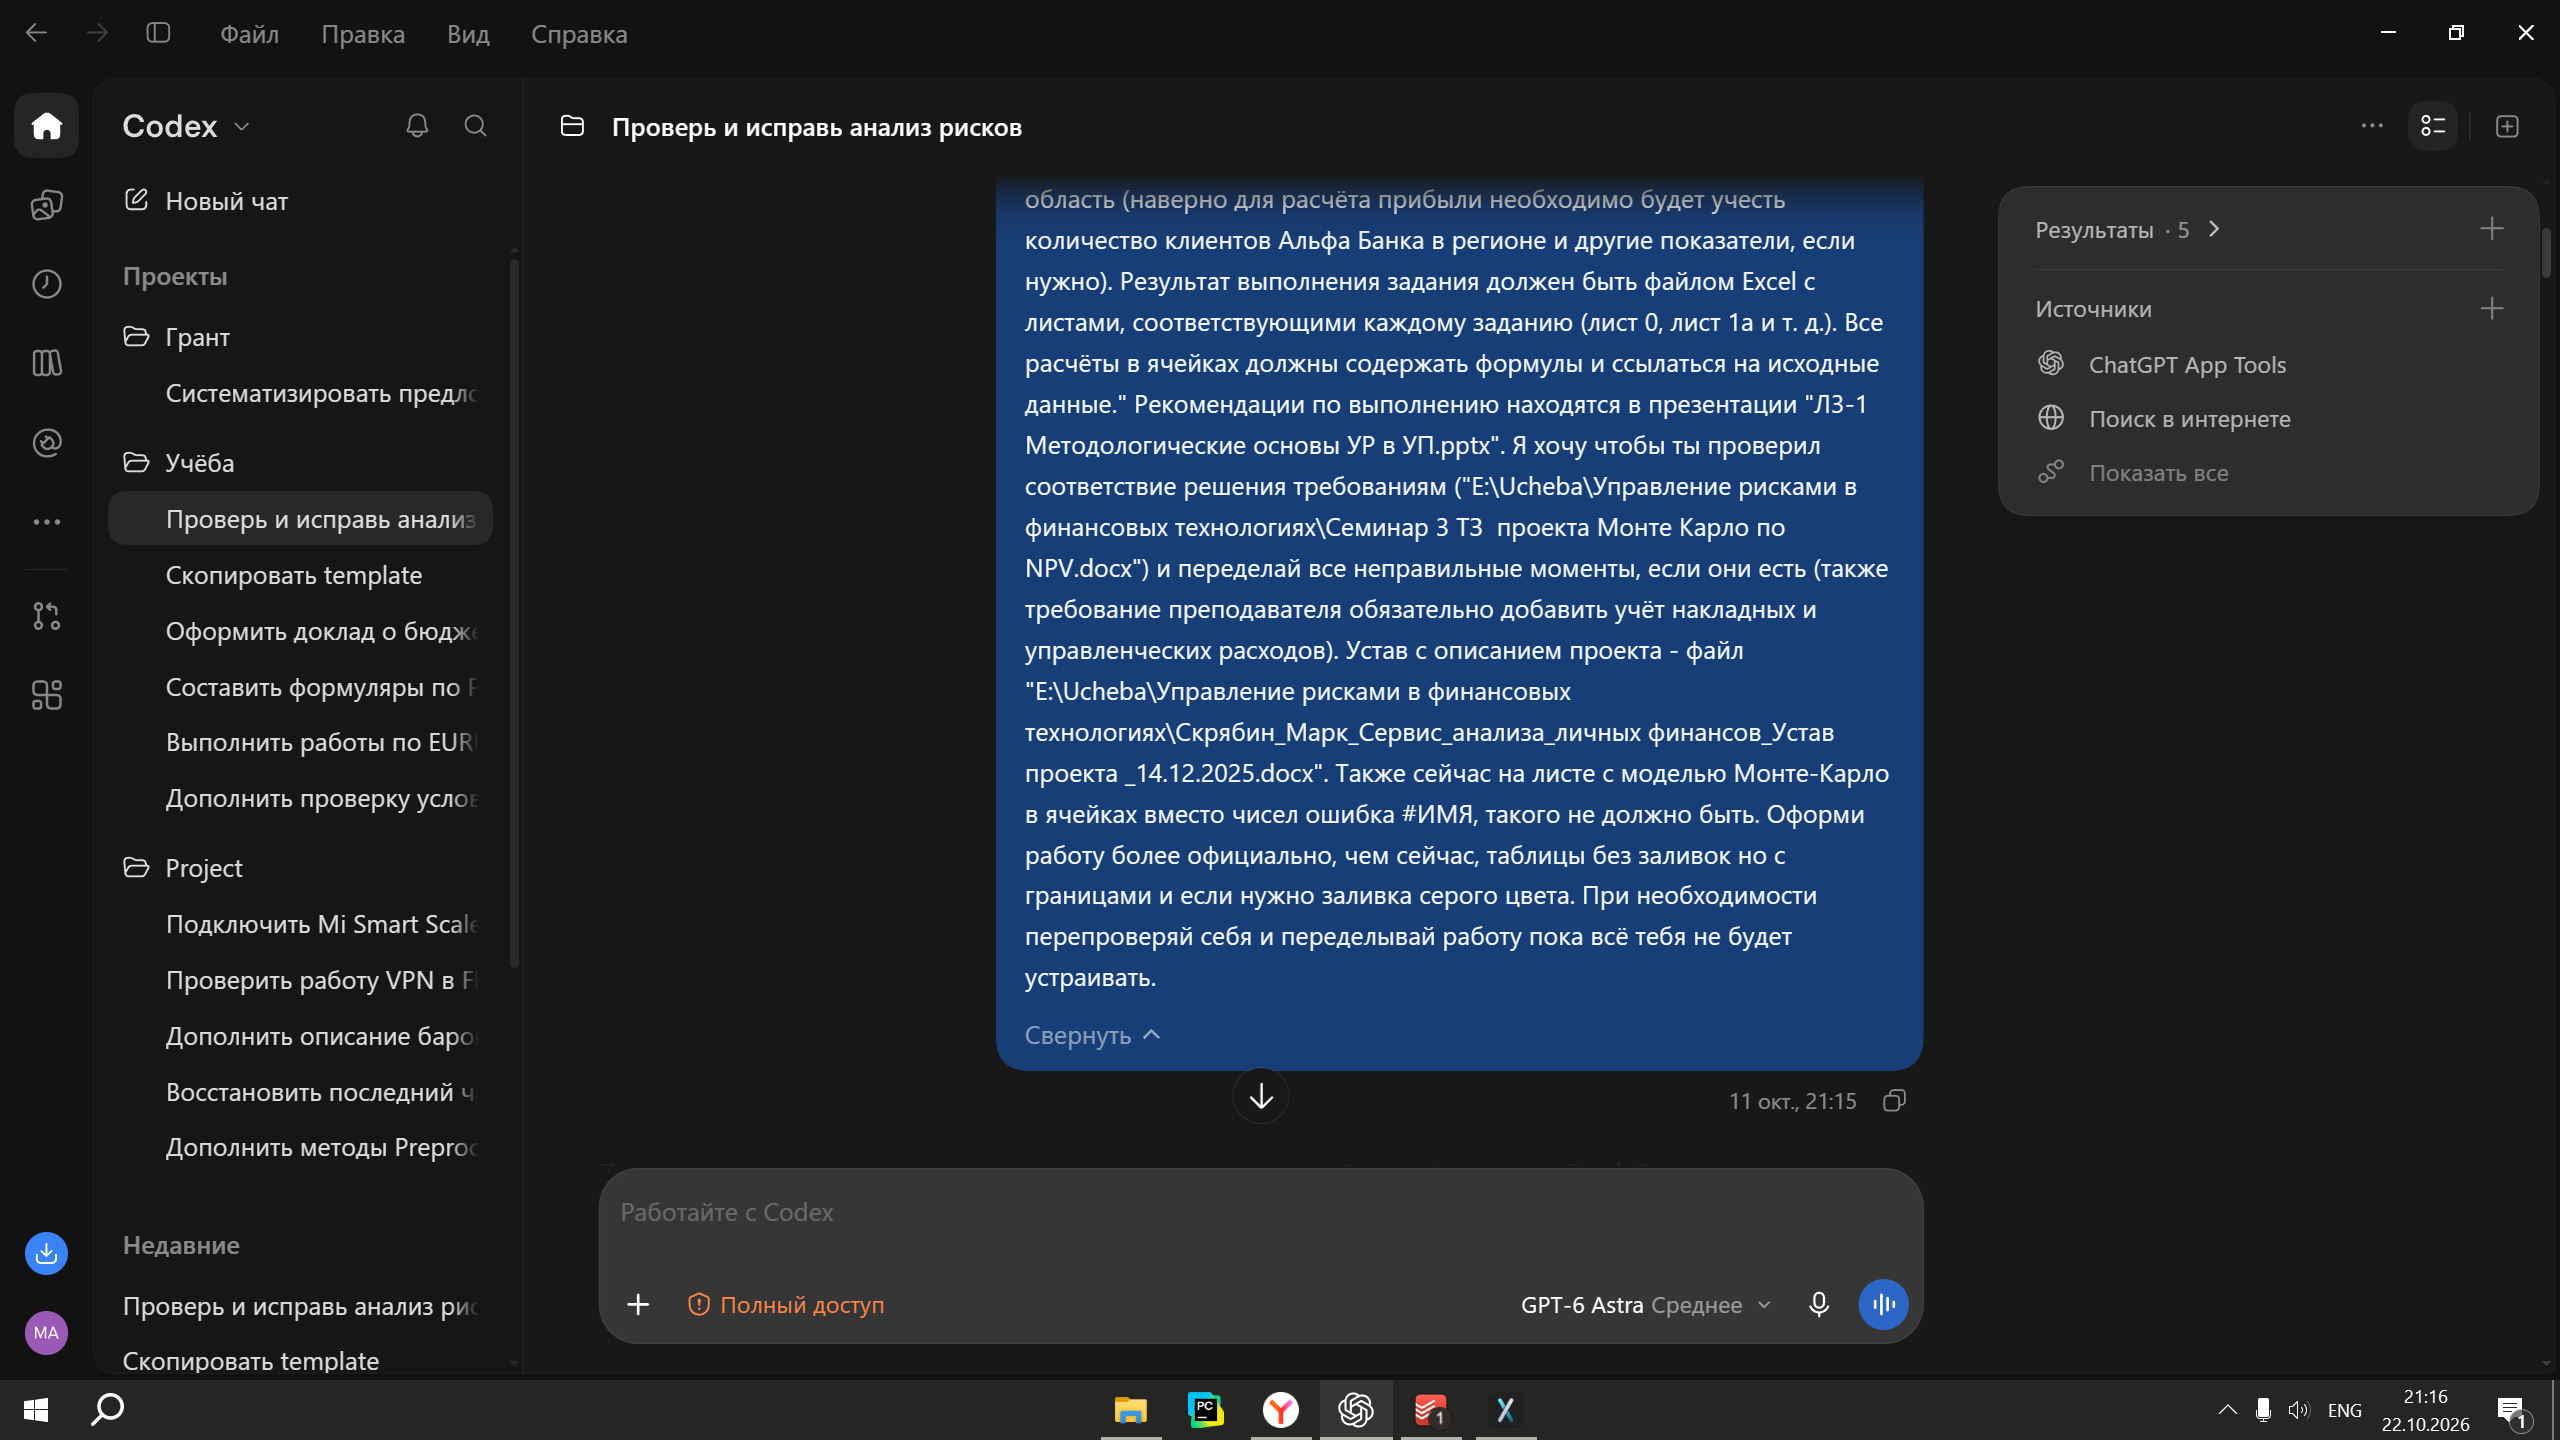 Файл Правка Вид Справка
Codex
Новый чат
Проекты
Грант
Систематизировать предло
Учёба
Проверь и исправь анализ
Скопировать template
Оформить доклад о бюдже
Составить формуляры по
Выполнить работы по EUR
Дополнить проверку услов
Project
Подключить Mi Smart Scale
Проверить работу VPN в
Дополнить описание баро
Восстановить последний
Дополнить методы Preproc
Недавние
Проверь и исправь анализ рис
Скопировать template
MA
Проверь и исправь анализ рисков
область (наверно для расчёта прибыли необходимо будет учесть
количество клиентов Альфа Банка в регионе и другие показатели, если
нужно). Результат выполнения задания должен быть файлом Excel с
листами, соответствующими каждому заданию (лист 0, лист 1а и т. д.). Все
расчёты в ячейках должны содержать формулы и ссылаться на исходные
данные." Рекомендации по выполнению находятся в презентации "Л3-1
Методологические основы УР в УП.pptx". Я хочу чтобы ты проверил
соответствие решения требованиям ("E:\Ucheba\Управление рисками в
финансовых технологиях\Семинар 3 ТЗ  проекта Монте Карло по
NPV.docx") и переделай все неправильные моменты, если они есть (также
требование преподавателя обязательно добавить учёт накладных и
управленческих расходов). Устав с описанием проекта - файл
"E:\Ucheba\Управление рисками в финансовых
технологиях\Скрябин_Марк_Сервис_анализа_личных финансов_Устав
проекта _14.12.2025.docx". Также сейчас на листе с моделью Монте-Карло
в ячейках вместо чисел ошибка #ИМЯ, такого не должно быть. Оформи
работу более официально, чем сейчас, таблицы без заливок но с
границами и если нужно заливка серого цвета. При необходимости
перепроверяй себя и переделывай работу пока всё тебя не будет
устраивать.
Свернуть
11 окт., 21:15
Результаты · 5
Источники
ChatGPT App Tools
Поиск в интернете
Показать все
Работайте с Codex
Полный доступ
GPT-6 Astra Среднее
PC
1
ENG
21:16
22.10.2026
1